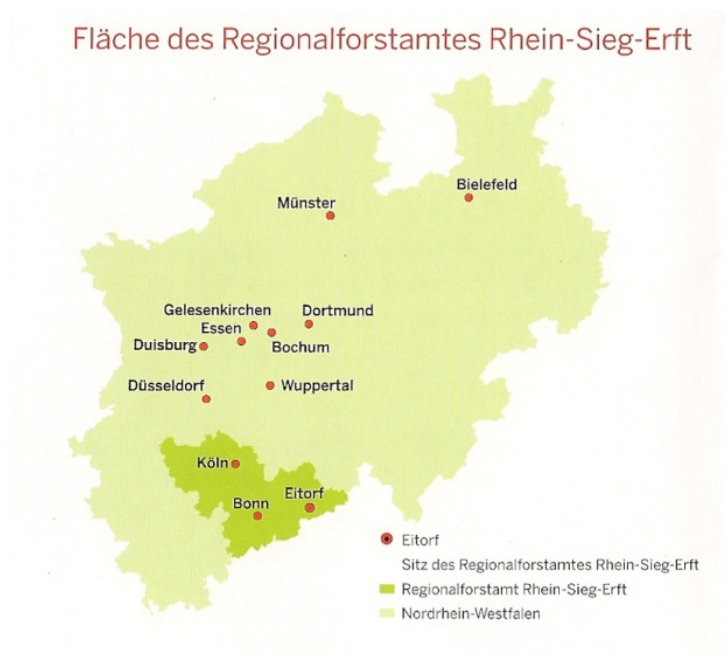 Fläche des Regionalforstamtes Rhein-Sieg-Erft
Bielefeld
Münster
Gelesenkirchen
Dortmund
Essen
Duisburg
Bochum
Düsseldorf
Wuppertal
Köln
Bonn
Eitorf
Eitorf
Sitz des Regionalforstamtes Rhein-Sieg-Erft
Regionalforstamt Rhein-Sieg-Erft
Nordrhein-Westfalen